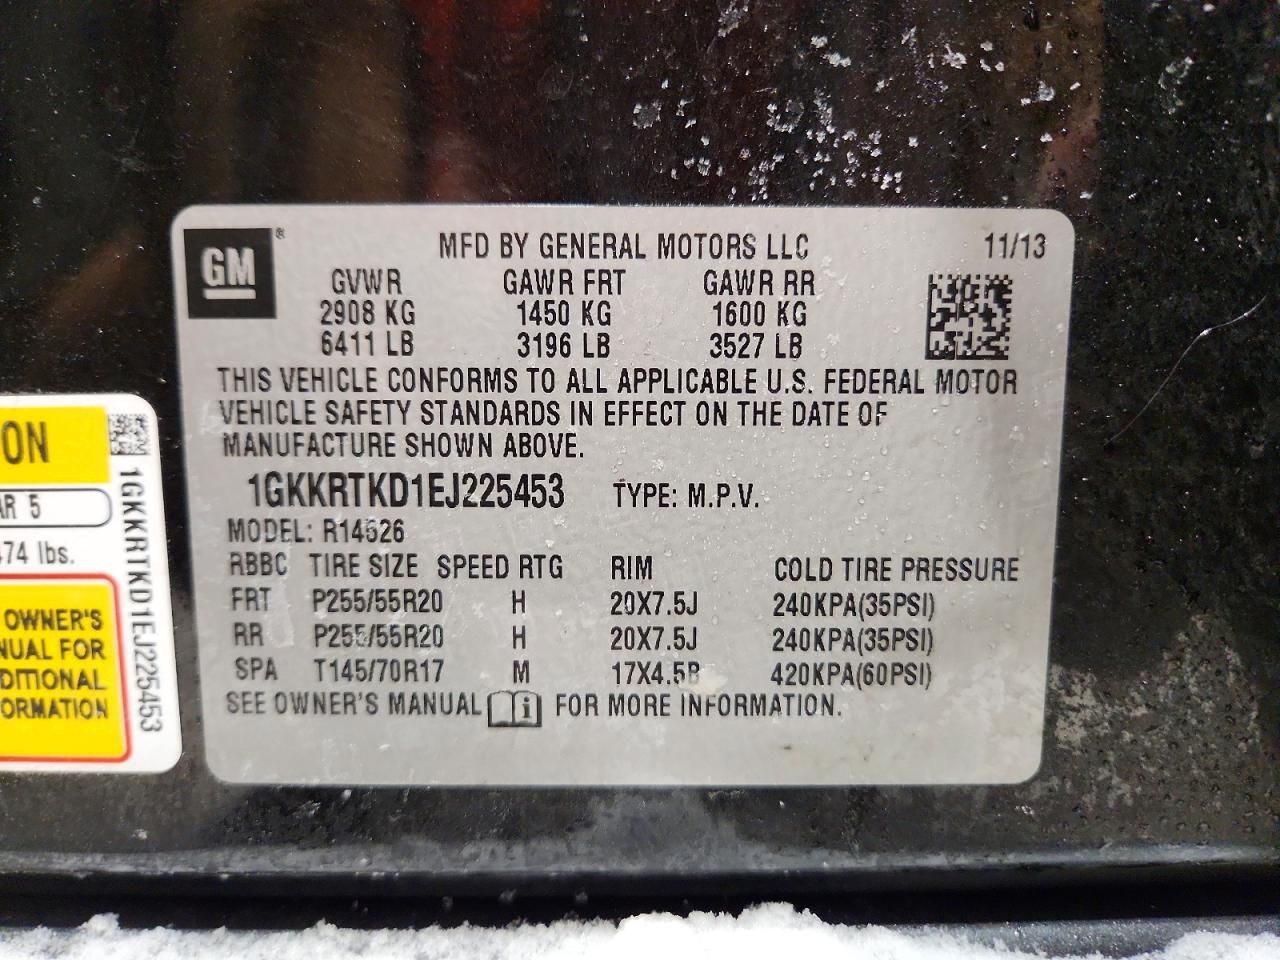 GM ®
MFD BY GENERAL MOTORS LLC 11/13
GVWR GAWR FRT GAWR RR
2908 KG 1450 KG 1600 KG
6411 LB 3196 LB 3527 LB
THIS VEHICLE CONFORMS TO ALL APPLICABLE U.S. FEDERAL MOTOR
VEHICLE SAFETY STANDARDS IN EFFECT ON THE DATE OF
MANUFACTURE SHOWN ABOVE.
1GKKRTKD1EJ225453 TYPE: M.P.V.
MODEL: R14526
RBBC TIRE SIZE SPEED RTG RIM COLD TIRE PRESSURE
FRT P255/55R20 H 20X7.5J 240KPA(35PSI)
RR P255/55R20 H 20X7.5J 240KPA(35PSI)
SPA T145/70R17 M 17X4.5B 420KPA(60PSI)
SEE OWNER'S MANUAL i FOR MORE INFORMATION.
ON
AR 5
474 lbs.
OWNER'S
NUAL FOR
DITIONAL
ORMATION
1GKKRTKD1EJ225453